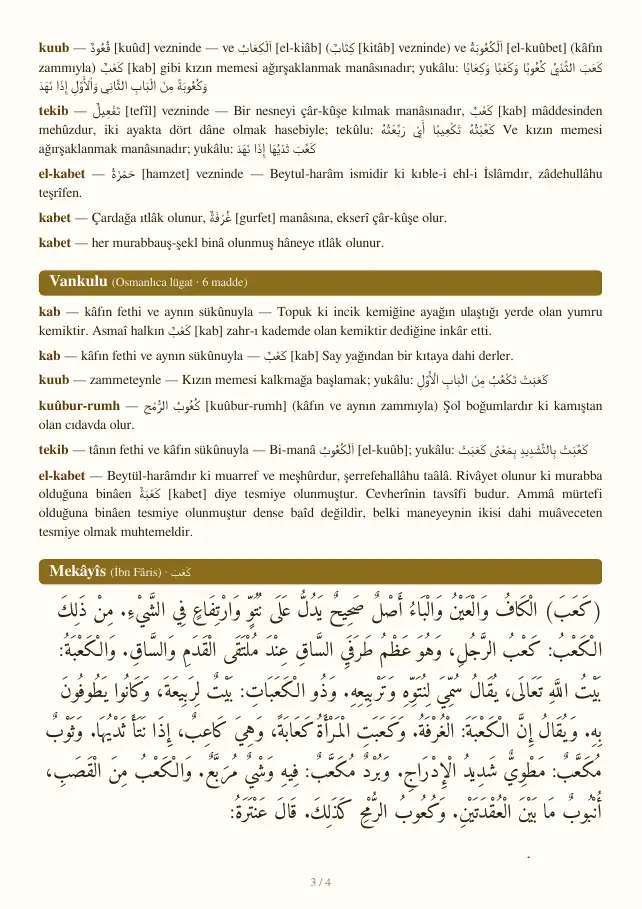 kuub — قُعُودٌ [kuûd] vezninde — ve اَلْكِعَابُ [el-kiâb] (كِتَابٌ [kitâb] vezninde) ve اَلْكُعُوبَةُ [el-kuûbet] (kâfın
zammıyla) كَعْبٌ [kab] gibi kızın memesi ağırşaklanmak manâsınadır; yukâlu: كَعَبَ الثَّدْيُ كُعُوبًا وَكَعْبًا وَكِعَابًا
وَكُعُوبَةً مِنَ الْبَابِ الثَّانِي وَالْأَوَّلِ إِذَا نَهَدَ
tekib — تَفْعِيلٌ [tefîl] vezninde — Bir nesneyi çâr-kûşe kılmak manâsınadır, كَعْبٌ [kab] mâddesinden
mehûzdur, iki ayakta dört dâne olmak hasebiyle; tekûlu: كَعَّبْتُهُ تَكْعِيبًا أَيْ رَبَّعْتُهُ Ve kızın memesi
ağırşaklanmak manâsınadır; yukâlu: كَعَّبَ ثَدْيُهَا إِذَا نَهَدَ
el-kabet — حَمْزَةُ [hamzet] vezninde — Beytul-harâm ismidir ki kıble-i ehl-i İslâmdır, zâdehullâhu
teşrîfen.
kabet — Çardağa ıtlâk olunur, غُرْفَةٌ [gurfet] manâsına, ekserî çâr-kûşe olur.
kabet — her murabbauş-şekl binâ olunmuş hâneye ıtlâk olunur.
Vankulu (Osmanlıca lügat · 6 madde)
kab — kâfın fethi ve aynın sükûnuyla — Topuk ki incik kemiğine ayağın ulaştığı yerde olan yumru
kemiktir. Asmaî halkın كَعْبٌ [kab] zahr-ı kademde olan kemiktir dediğine inkâr etti.
kab — kâfın fethi ve aynın sükûnuyla — كَعْبٌ [kab] Say yağından bir kıtaya dahi derler.
kuub — zammeteynle — Kızın memesi kalkmağa başlamak; yukâlu: كَعَبَتْ تَكْعُبُ مِنَ الْبَابِ الْأَوَّلِ
kuûbur-rumh — كُعُوبُ الرُّمْحِ [kuûbur-rumh] (kâfın ve aynın zammıyla) Şol boğumlardır ki kamıştan
olan cıdavda olur.
tekib — tânın fethi ve kâfın sükûnuyla — Bi-manâ اَلْكُعُوبُ [el-kuûb]; yukâlu: كَعَّبَتْ بِالتَّشْدِيدِ بِمَعْنَى كَعَبَتْ
el-kabet — Beytül-harâmdır ki muarref ve meşhûrdur, şerrefehallâhu taâlâ. Rivâyet olunur ki murabba
olduğuna binâen كَعْبَةٌ [kabet] diye tesmiye olunmuştur. Cevherînin tavsîfi budur. Ammâ mürtefi
olduğuna binâen tesmiye olunmuştur dense baîd değildir, belki maneyeynin ikisi dahi muâveceten
tesmiye olmak muhtemeldir.
Mekâyîs (İbn Fâris) · كَعَبَ
(كَعَبَ) الْكَافُ وَالْعَيْنُ وَالْبَاءُ أَصْلٌ صَحِيحٌ يَدُلُّ عَلَى نُتُوٍّ وَارْتِفَاعٍ فِي الشَّيْءِ. مِنْ ذَلِكَ
الْكَعْبُ: كَعْبُ الرَّجُلِ، وَهُوَ عَظْمُ طَرَفَيِ السَّاقِ عِنْدَ مُلْتَقَى الْقَدَمِ وَالسَّاقِ. وَالْكَعْبَةُ:
بَيْتُ اللَّهِ تَعَالَى، يُقَالُ سُمِّيَ لِنُتُوِّهِ وَتَرْبِيعِهِ. وَذُو الْكَعَبَاتِ: بَيْتٌ لِرَبِيعَةَ، وَكَانُوا يَطُوفُونَ
بِهِ. وَيُقَالُ إِنَّ الْكَعْبَةَ: الْغُرْفَةُ. وَكَعَبَتِ الْمَرْأَةُ كَعَابَةً، وَهِيَ كَاعِبٌ، إِذَا نَتَأَ ثَدْيُهَا. وَثَوْبٌ
مُكَعَّبٌ: مَطْوِيٌّ شَدِيدُ الْإِدْرَاجِ. وَبُرْدٌ مُكَعَّبٌ: فِيهِ وَشْيٌ مُرَبَّعٌ. وَالْكَعْبُ مِنَ الْقَصَبِ،
أُنْبُوبٌ مَا بَيْنَ الْعُقْدَتَيْنِ. وَكُعُوبُ الرُّمْحِ كَذَلِكَ. قَالَ عَنْتَرَةُ:
.
3 / 4